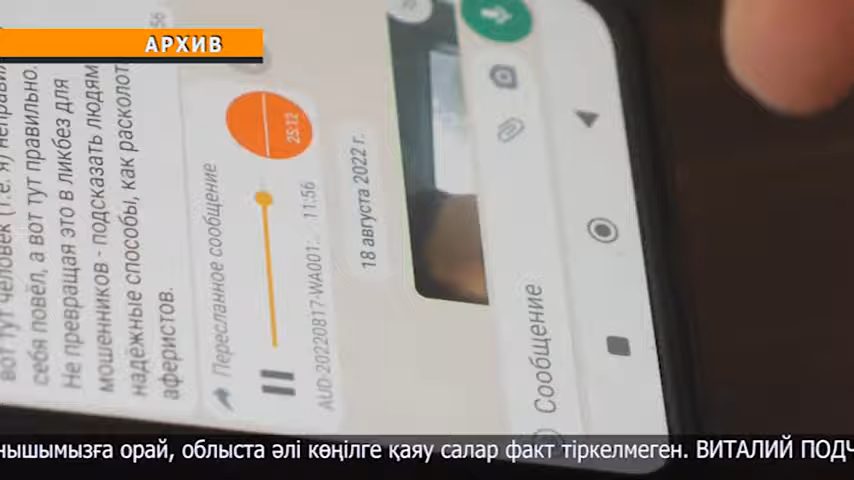 АРХИВ
вот тут человек (т.е. я)
себя повёл, а вот тут правильно.
Не превращая это в ликбез для
мошенников - подсказать людям
надёжные способы, как расколот
аферистов.
56
Пересланное сообщение
25:12
AUD-20220817-WA001
11:56
18 августа 2022 г.
Сообщение
нышымызға орай, облыста әлі көңілге қаяу салар факт тіркелмеген. ВИТАЛИЙ ПОДЧ